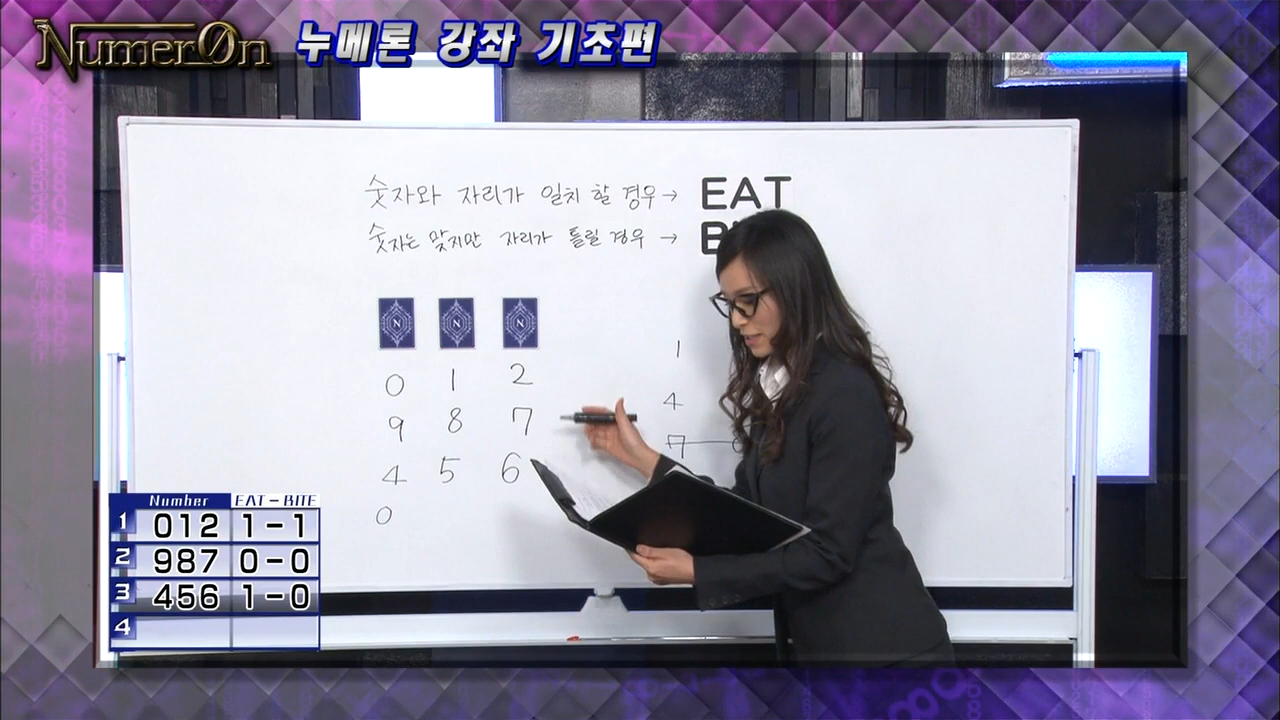 NumerOn 누메론 강좌 기초편
숫자와 자리가 일치 할 경우→ EAT
숫자는 맞지만 자리가 틀릴 경우 →
N N N
0 1 2
9 8 7
4 5 6
0
1
4
7
Number EAT-BITE
1 012 1-1
2 987 0-0
3 456 1-0
4